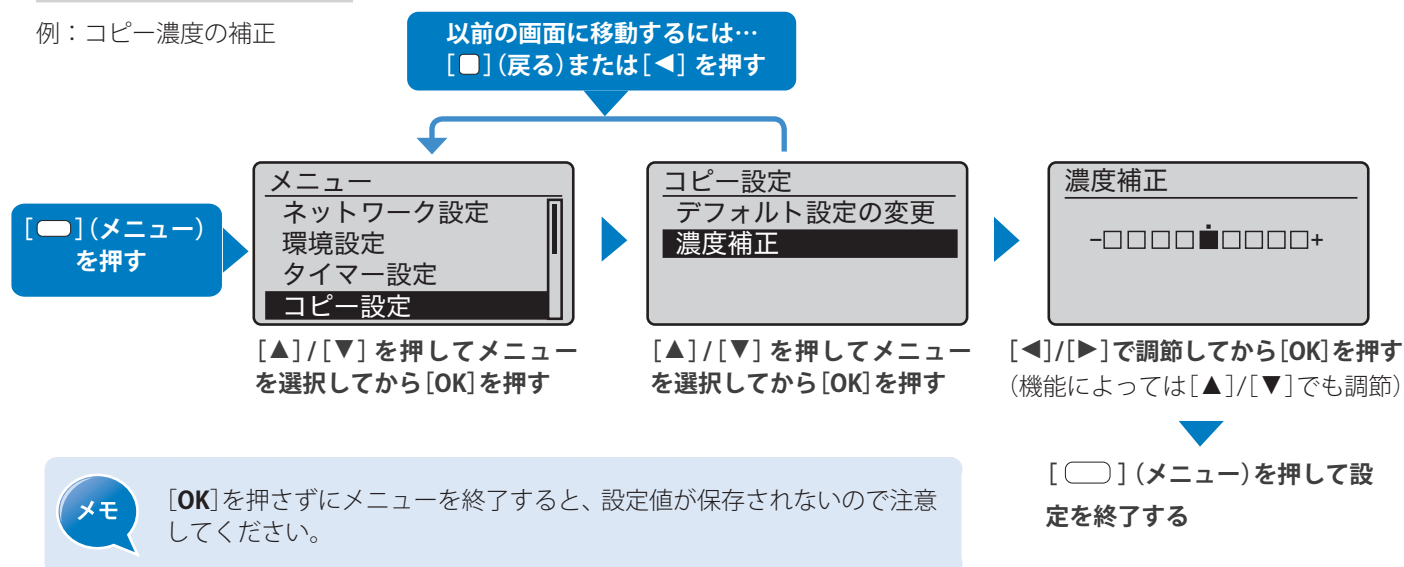 例：コピー濃度の補正
以前の画面に移動するには…
[□](戻る)または[◀] を押す
[▭](メニュー)
を押す
メニュー
ネットワーク設定
環境設定
タイマー設定
コピー設定
[▲]/[▼] を押してメニュー
を選択してから[OK]を押す
コピー設定
デフォルト設定の変更
濃度補正
[▲]/[▼] を押してメニュー
を選択してから[OK]を押す
濃度補正
-□□□□■□□□□+
[◀]/[▶]で調節してから[OK]を押す
（機能によっては[▲]/[▼]でも調節）
[ ▭ ] (メニュー)を押して設
定を終了する
メモ
[OK]を押さずにメニューを終了すると、設定値が保存されないので注意
してください。